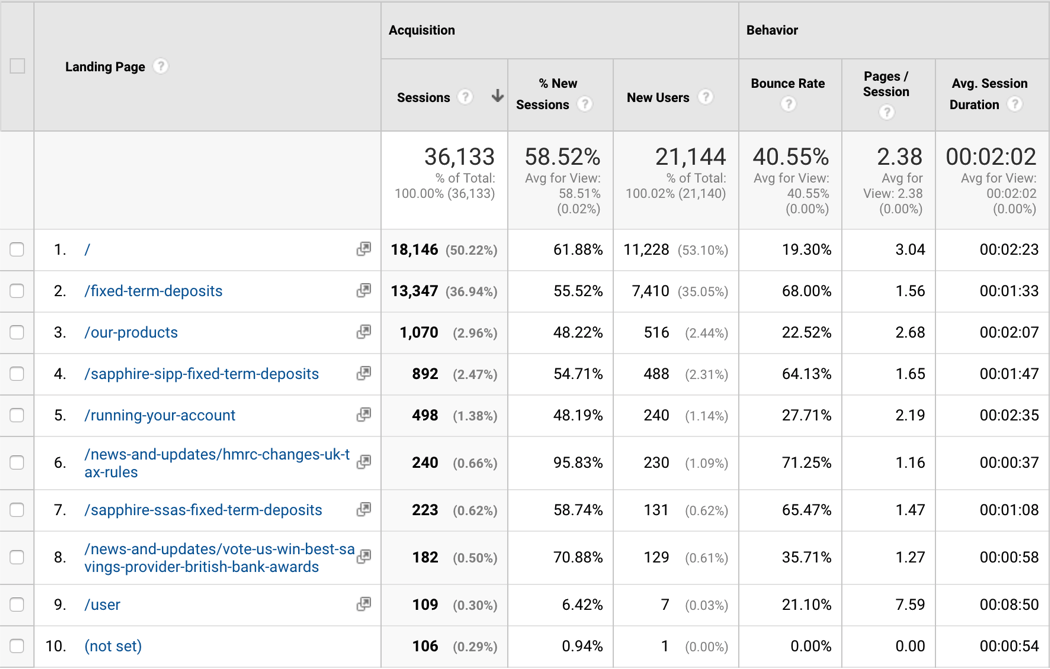 Acquisition Behavior
Landing Page ? Sessions ? % New Sessions ? New Users ? Bounce Rate ? Pages / Session ? Avg. Session Duration ?
36,133 58.52% 21,144 40.55% 2.38 00:02:02
% of Total: Avg for View: % of Total: Avg for View: Avg for Avg for View:
100.00% (36,133) 58.51% 100.02% (21,140) 40.55% View: 2.38 00:02:02
(0.02%) (0.00%) (0.00%) (0.00%)
1. / 18,146 (50.22%) 61.88% 11,228 (53.10%) 19.30% 3.04 00:02:23
2. /fixed-term-deposits 13,347 (36.94%) 55.52% 7,410 (35.05%) 68.00% 1.56 00:01:33
3. /our-products 1,070 (2.96%) 48.22% 516 (2.44%) 22.52% 2.68 00:02:07
4. /sapphire-sipp-fixed-term-deposits 892 (2.47%) 54.71% 488 (2.31%) 64.13% 1.65 00:01:47
5. /running-your-account 498 (1.38%) 48.19% 240 (1.14%) 27.71% 2.19 00:02:35
6. /news-and-updates/hmrc-changes-uk-t
ax-rules 240 (0.66%) 95.83% 230 (1.09%) 71.25% 1.16 00:00:37
7. /sapphire-ssas-fixed-term-deposits 223 (0.62%) 58.74% 131 (0.62%) 65.47% 1.47 00:01:08
8. /news-and-updates/vote-us-win-best-sa
vings-provider-british-bank-awards 182 (0.50%) 70.88% 129 (0.61%) 35.71% 1.27 00:00:58
9. /user 109 (0.30%) 6.42% 7 (0.03%) 21.10% 7.59 00:08:50
10. (not set) 106 (0.29%) 0.94% 1 (0.00%) 0.00% 0.00 00:00:54